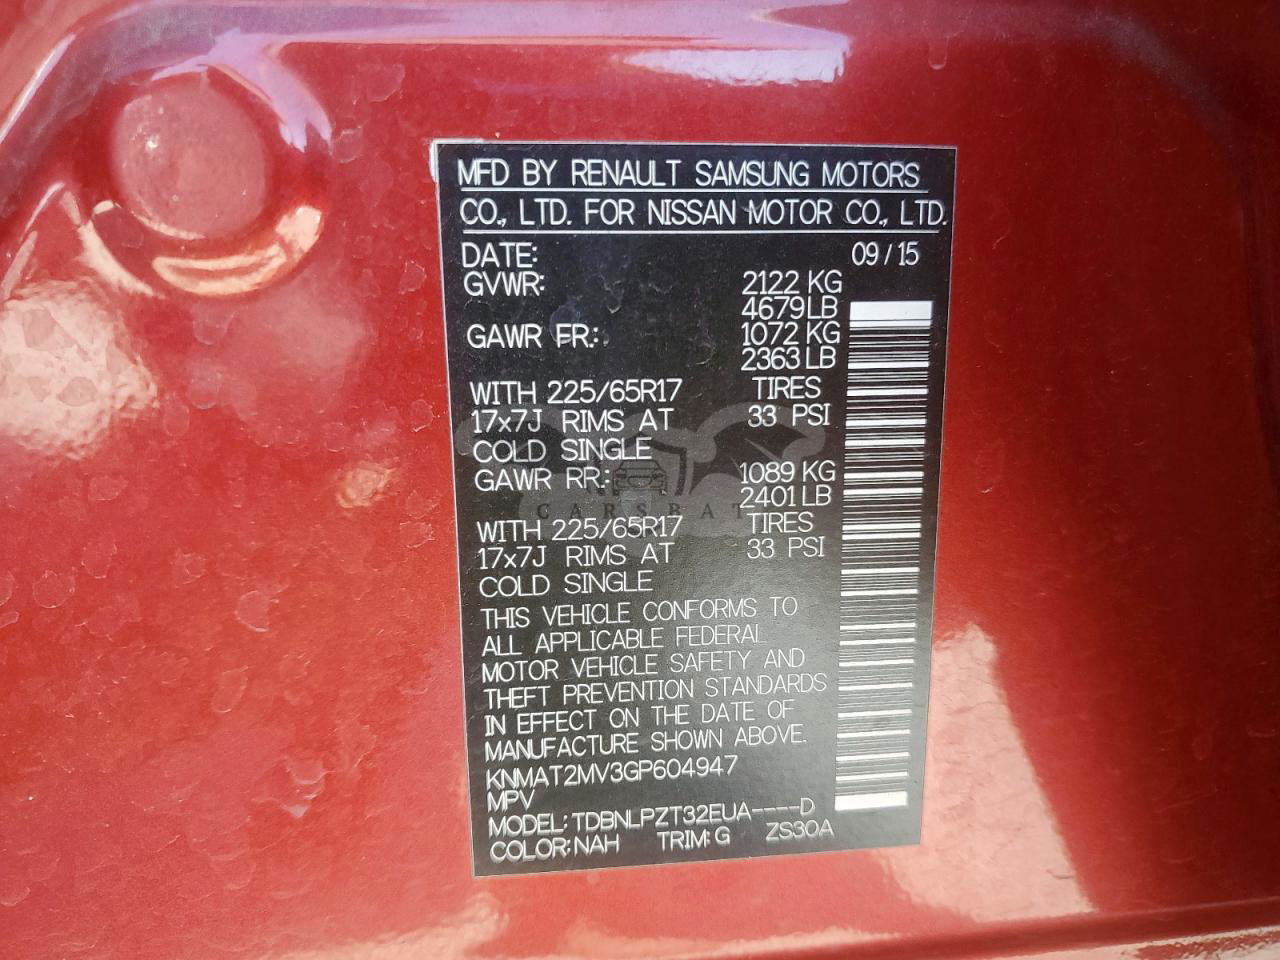 MFD BY RENAULT SAMSUNG MOTORS
CO., LTD. FOR NISSAN MOTOR CO., LTD.
DATE: 09/15
GVWR: 2122 KG
4679LB
GAWR FR.: 1072 KG
2363LB
WITH 225/65R17 TIRES
17x7J RIMS AT 33 PSI
COLD SINGLE
GAWR RR.: 1089 KG
2401LB
CARSBAT
WITH 225/65R17 TIRES
17x7J RIMS AT 33 PSI
COLD SINGLE
THIS VEHICLE CONFORMS TO
ALL APPLICABLE FEDERAL
MOTOR VEHICLE SAFETY AND
THEFT PREVENTION STANDARDS
IN EFFECT ON THE DATE OF
MANUFACTURE SHOWN ABOVE.
KNMAT2MV3GP604947
MPV
MODEL: TDBNLPZT32EUA----D
COLOR: NAH TRIM: G ZS30A